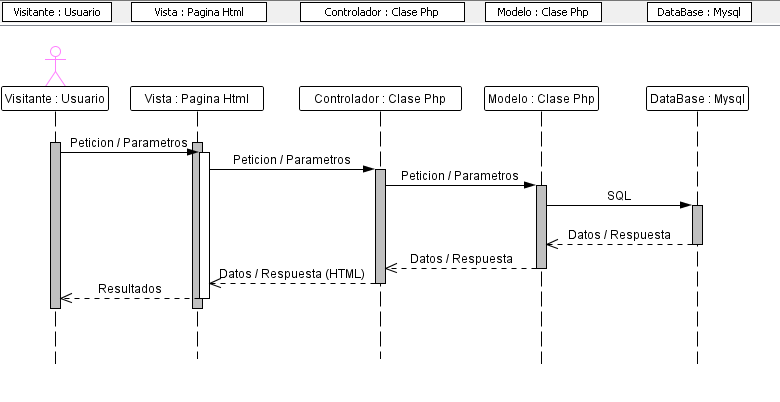 Visitante : Usuario
Vista : Pagina Html
Controlador : Clase Php
Modelo : Clase Php
DataBase : Mysql
Visitante : Usuario
Vista : Pagina Html
Controlador : Clase Php
Modelo : Clase Php
DataBase : Mysql
Peticion / Parametros
Peticion / Parametros
Peticion / Parametros
SQL
Datos / Respuesta
Datos / Respuesta
Datos / Respuesta (HTML)
Resultados